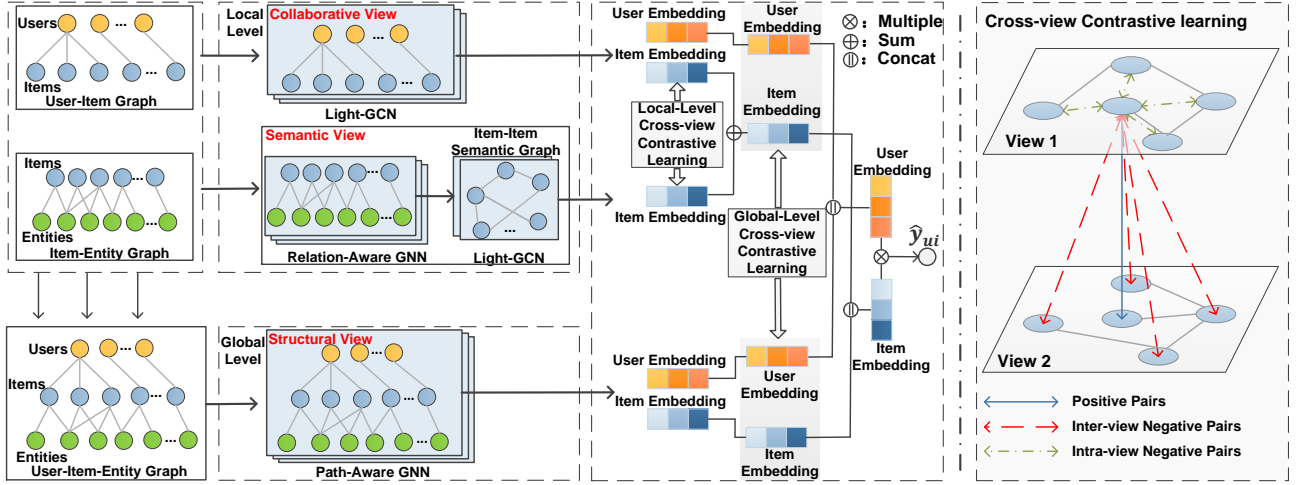 Users
...
Items
...
User-Item Graph
Items
...
...
Entities
Item-Entity Graph
Users
...
Items
...
...
Entities
User-Item-Entity Graph
Local
Level
Collaborative View
...
...
Light-GCN
Semantic View
...
...
Relation-Aware GNN
Item-Item
Semantic Graph
...
Light-GCN
Global
Level
Structural View
...
...
...
Path-Aware GNN
User Embedding
Item Embedding
Local-Level
Cross-view
Contrastive
Learning
Item Embedding
User
Embedding
Item
Embedding
Global-Level
Cross-view
Contrastive
Learning
User Embedding
Item Embedding
User
Embedding
Item
Embedding
⊗: Multiple
⊕: Sum
: Concat
User
Embedding
ŷui
Item
Embedding
Cross-view Contrastive learning
View 1
View 2
Positive Pairs
Inter-view Negative Pairs
Intra-view Negative Pairs